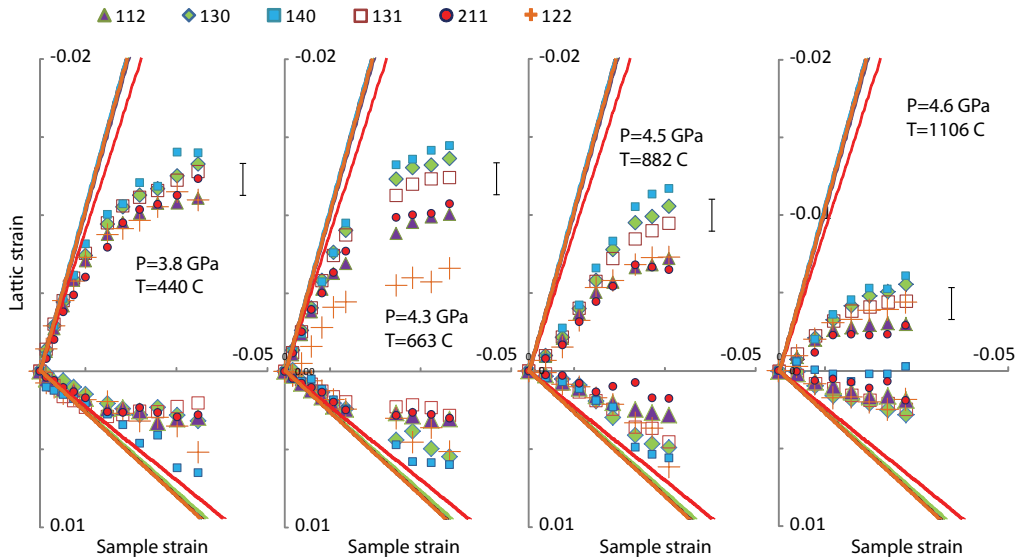 112 130 140 131 211 122
-0.02 -0.02 -0.02 -0.02
P=4.6 GPa
T=1106 C
P=4.5 GPa
T=882 C
-0.01
Lattic strain
P=3.8 GPa
T=440 C
P=4.3 GPa
T=663 C
-0.05 -0.05 -0.05 -0.05
0.00
0.01 0.01 0.01 0.01
Sample strain Sample strain Sample strain Sample strain